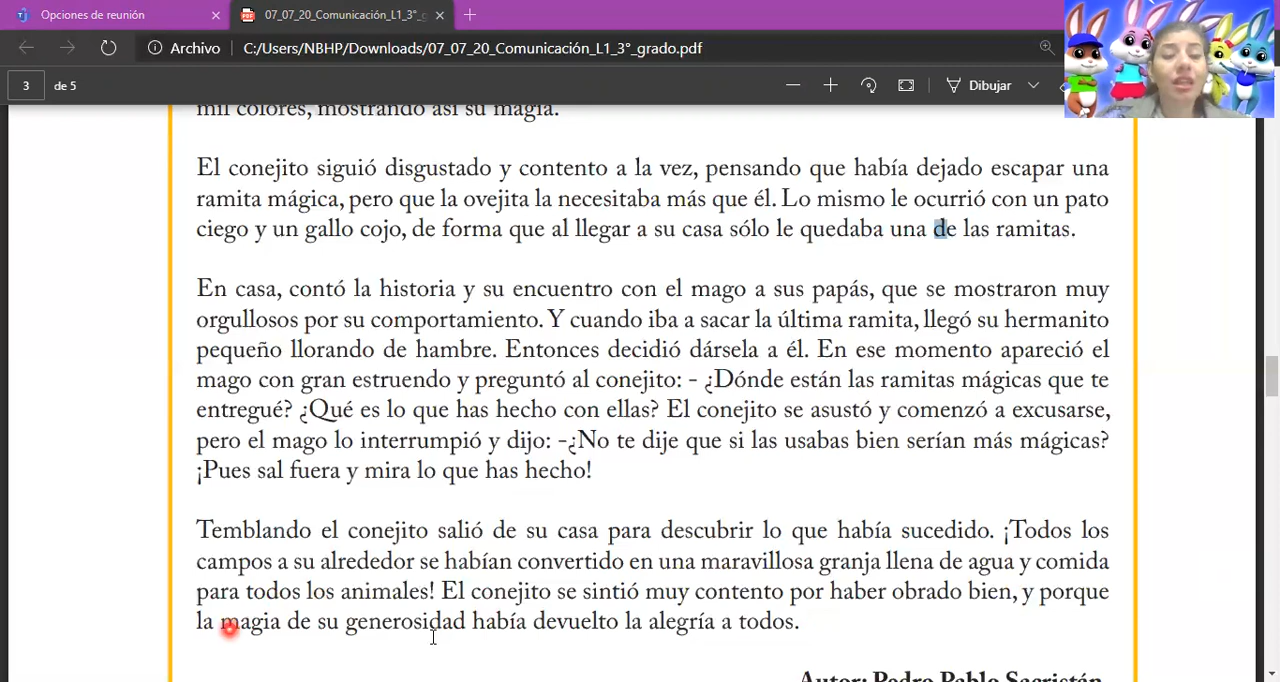 Opciones de reunión
07_07_20_Comunicación_L1_3°_g
Archivo
C:/Users/NBHP/Downloads/07_07_20_Comunicación_L1_3°_grado.pdf
3 de 5
Dibujar
mil colores, mostrando así su magia.
El conejito siguió disgustado y contento a la vez, pensando que había dejado escapar una
ramita mágica, pero que la ovejita la necesitaba más que él. Lo mismo le ocurrió con un pato
ciego y un gallo cojo, de forma que al llegar a su casa sólo le quedaba una de las ramitas.
En casa, contó la historia y su encuentro con el mago a sus papás, que se mostraron muy
orgullosos por su comportamiento. Y cuando iba a sacar la última ramita, llegó su hermanito
pequeño llorando de hambre. Entonces decidió dársela a él. En ese momento apareció el
mago con gran estruendo y preguntó al conejito: - ¿Dónde están las ramitas mágicas que te
entregué? ¿Qué es lo que has hecho con ellas? El conejito se asustó y comenzó a excusarse,
pero el mago lo interrumpió y dijo: -¿No te dije que si las usabas bien serían más mágicas?
¡Pues sal fuera y mira lo que has hecho!
Temblando el conejito salió de su casa para descubrir lo que había sucedido. ¡Todos los
campos a su alrededor se habían convertido en una maravillosa granja llena de agua y comida
para todos los animales! El conejito se sintió muy contento por haber obrado bien, y porque
la magia de su generosidad había devuelto la alegría a todos.
Autor: Pedro Pablo Sacristán